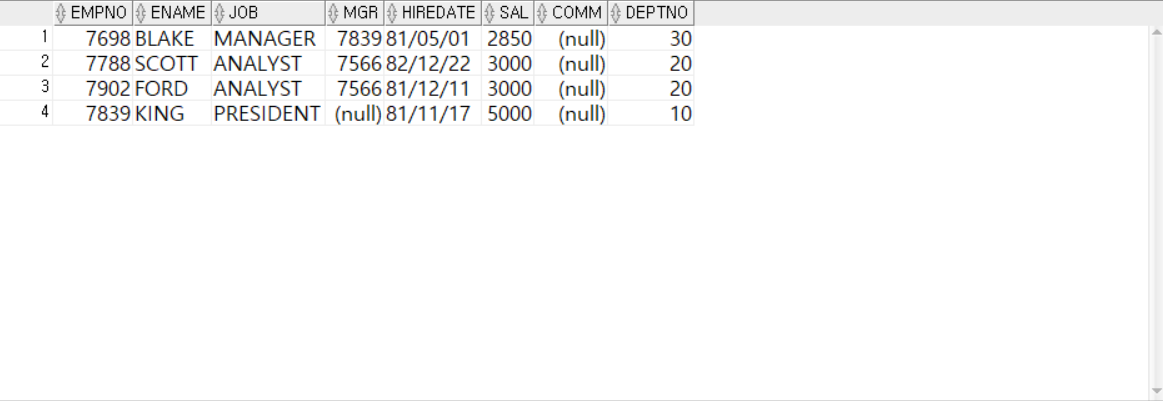 EMPNO ENAME JOB MGR HIREDATE SAL COMM DEPTNO
1 7698 BLAKE MANAGER 7839 81/05/01 2850 (null) 30
2 7788 SCOTT ANALYST 7566 82/12/22 3000 (null) 20
3 7902 FORD ANALYST 7566 81/12/11 3000 (null) 20
4 7839 KING PRESIDENT (null) 81/11/17 5000 (null) 10